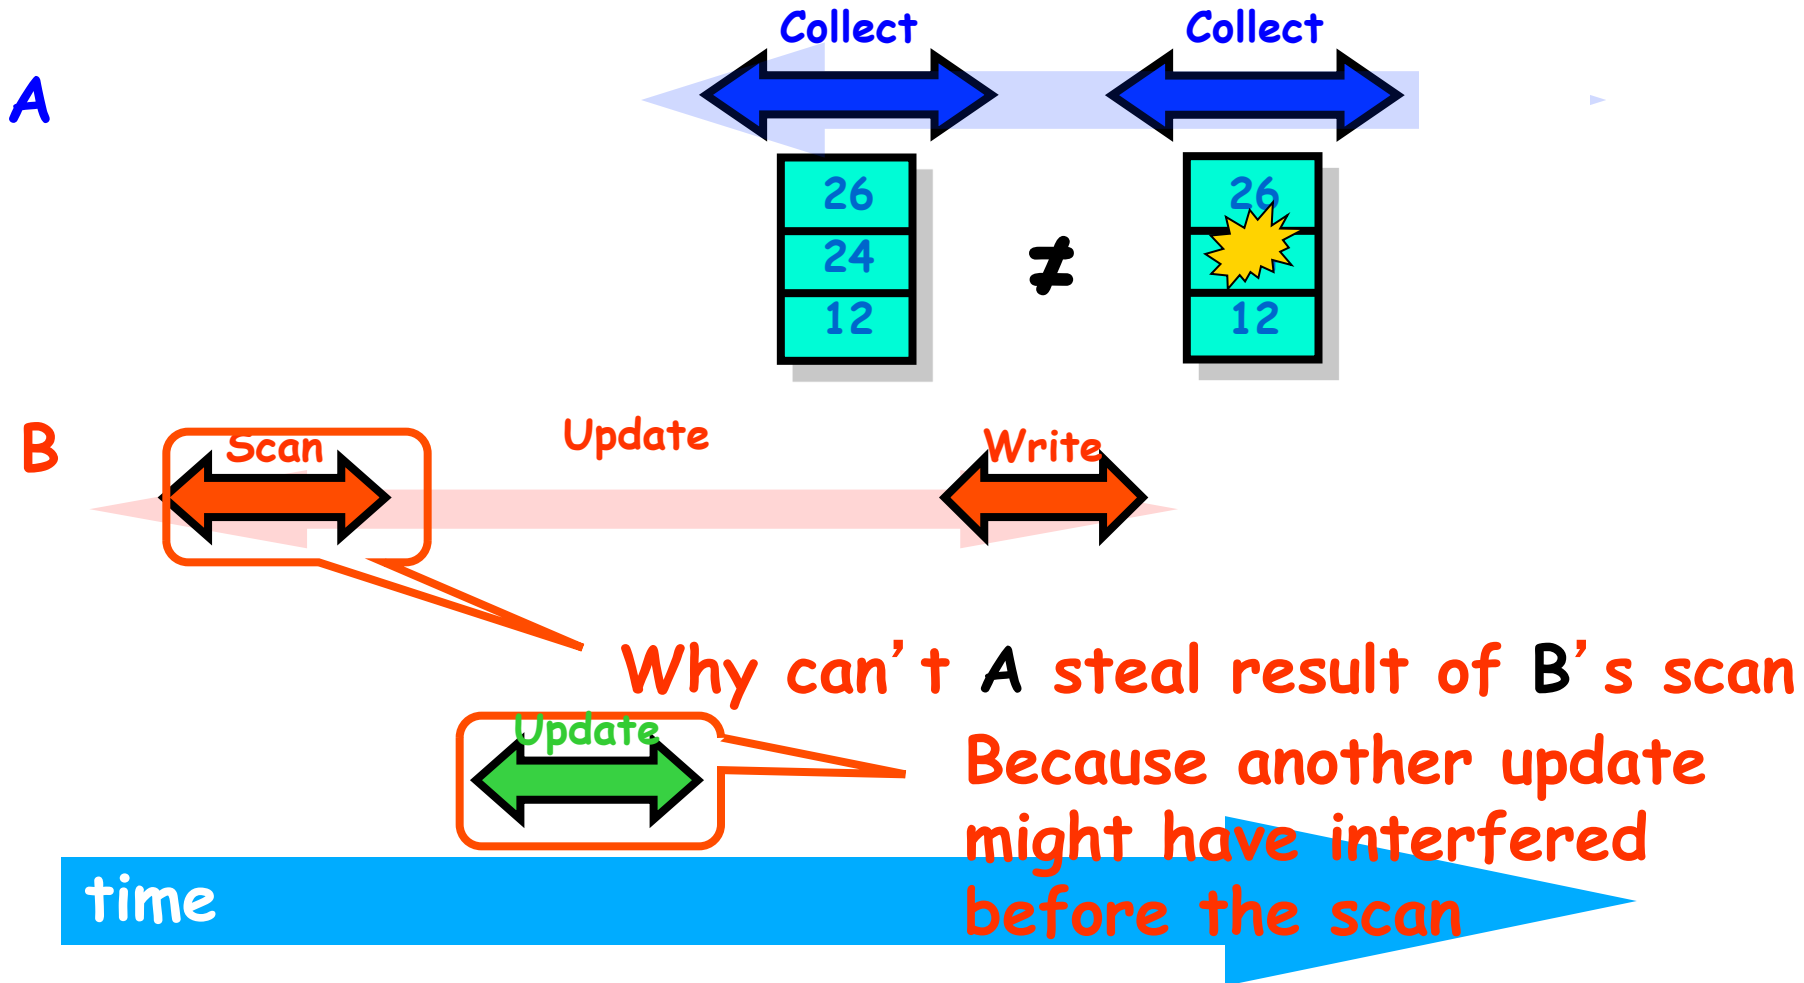 Collect
Collect
A
26
24
12
≠
26
12
B
Scan
Update
Write
Why can't A steal result of B's scan
Update
Because another update
might have interfered
before the scan
time